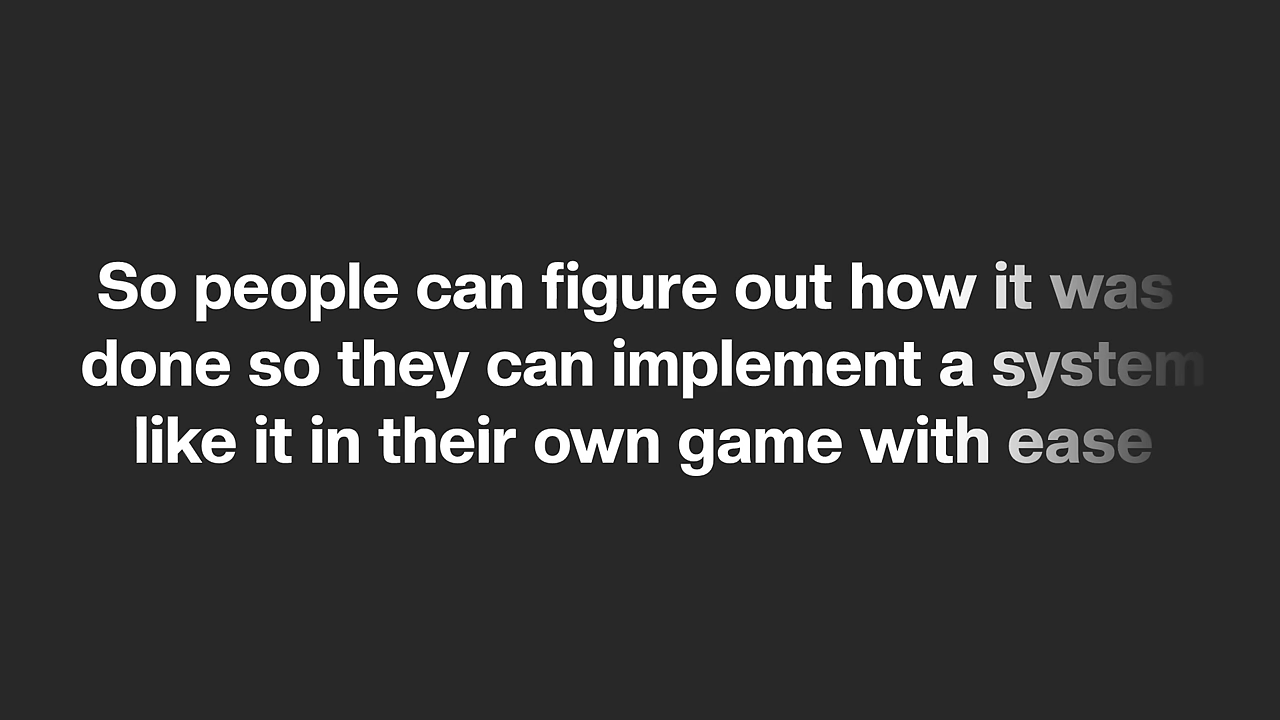 So people can figure out how it was
done so they can implement a system
like it in their own game with ease